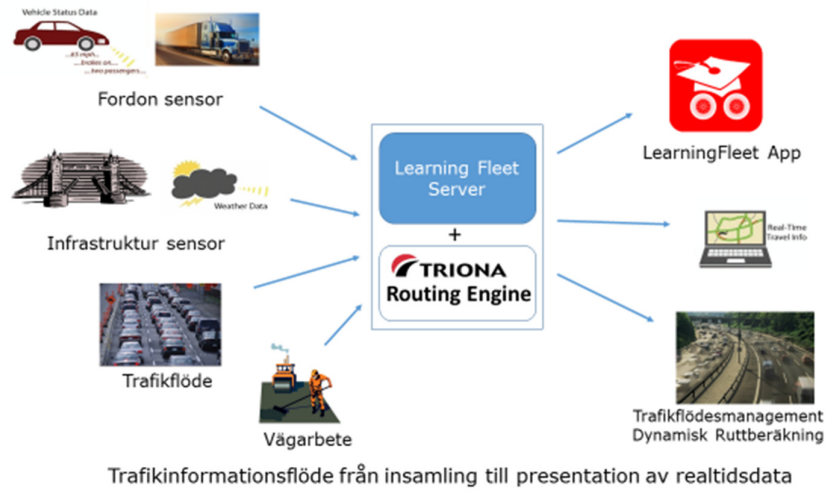 Vehicle Status Data
...65 mph...
...brakes on....
...two passengers...
Fordon sensor
Weather Data
Infrastruktur sensor
Trafikflöde
Vägarbete
Learning Fleet
Server
+
TRIONA
Routing Engine
LearningFleet App
Real-Time
Travel Info
Trafikflödesmanagement
Dynamisk Ruttberäkning
Trafikinformationsflöde från insamling till presentation av realtidsdata